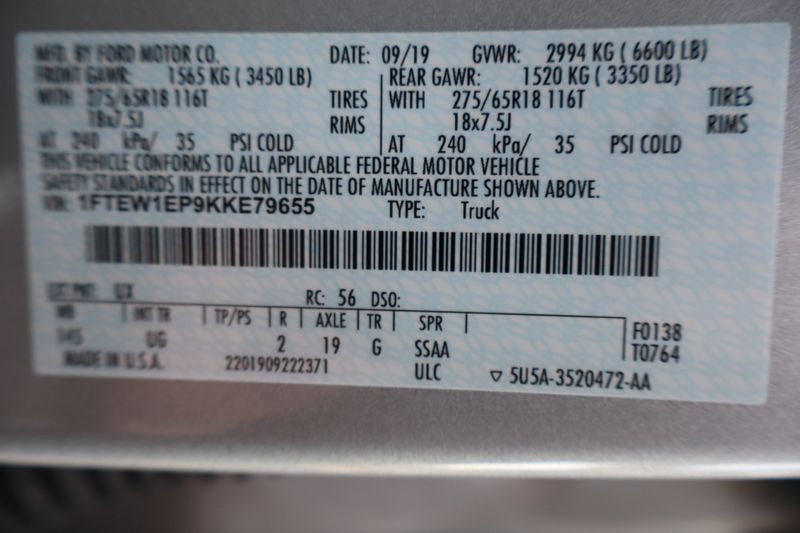 MFD. BY FORD MOTOR CO. DATE: 09/19 GVWR: 2994 KG ( 6600 LB)
FRONT GAWR: 1565 KG ( 3450 LB) REAR GAWR: 1520 KG ( 3350 LB)
WITH 275/65R18 116T TIRES WITH 275/65R18 116T TIRES
18x7.5J RIMS 18x7.5J RIMS
AT 240 kPa/ 35 PSI COLD AT 240 kPa/ 35 PSI COLD
THIS VEHICLE CONFORMS TO ALL APPLICABLE FEDERAL MOTOR VEHICLE
SAFETY STANDARDS IN EFFECT ON THE DATE OF MANUFACTURE SHOWN ABOVE.
VIN: 1FTEW1EP9KKE79655 TYPE: Truck
EXT PNT: UX RC: 56 DSO:
WB INT TR TP/PS R AXLE TR SPR F0138
145 UG 2 19 G SSAA T0764
MADE IN U.S.A. 2201909222371 ULC ▽ 5U5A-3520472-AA